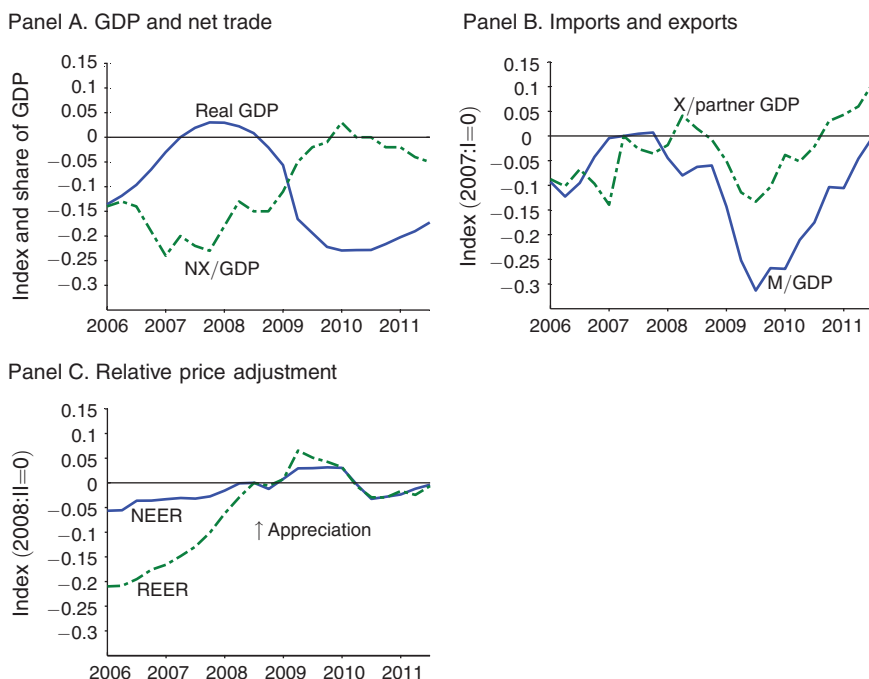 Panel A. GDP and net trade
Index and share of GDP
0.15
0.1
0.05
0
−0.05
−0.1
−0.15
−0.2
−0.25
−0.3
Real GDP
NX/GDP
2006 2007 2008 2009 2010 2011
Panel B. Imports and exports
Index (2007:I=0)
0.15
0.1
0.05
0
−0.05
−0.1
−0.15
−0.2
−0.25
−0.3
X/partner GDP
M/GDP
2006 2007 2008 2009 2010 2011
Panel C. Relative price adjustment
Index (2008:II=0)
0.15
0.1
0.05
0
−0.05
−0.1
−0.15
−0.2
−0.25
−0.3
NEER
↑ Appreciation
REER
2006 2007 2008 2009 2010 2011